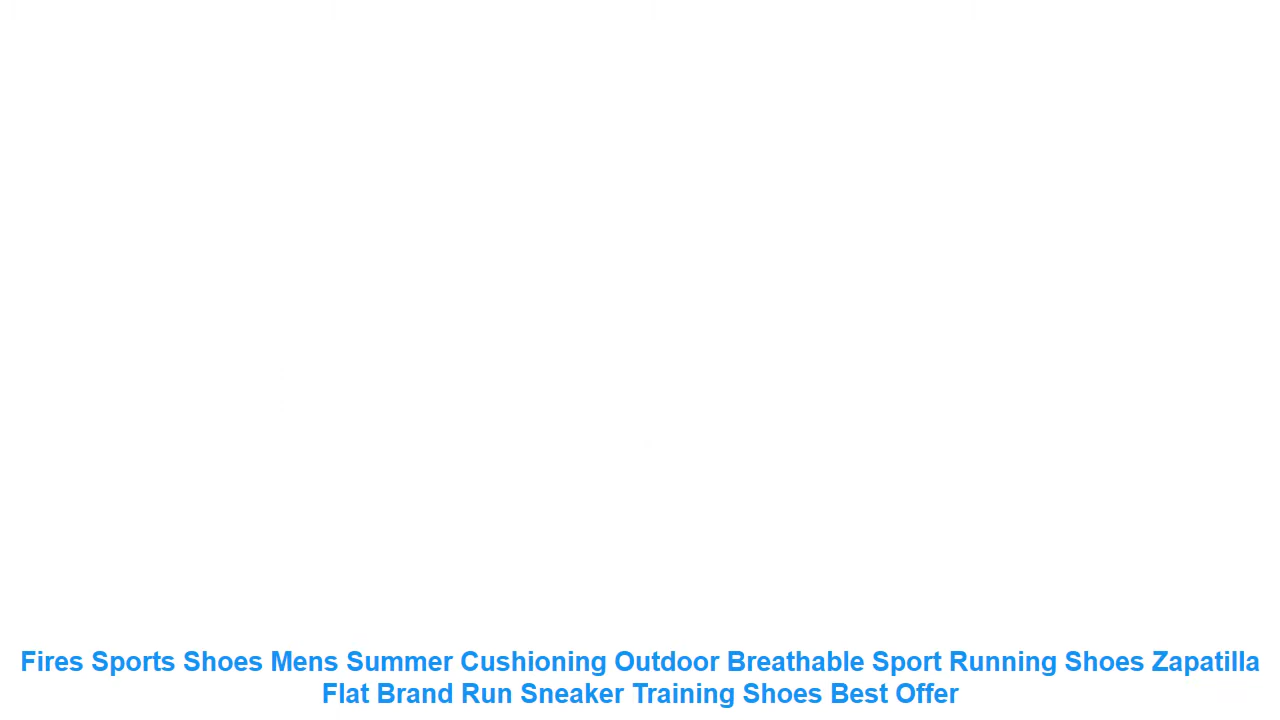 Fires Sports Shoes Mens Summer Cushioning Outdoor Breathable Sport Running Shoes Zapatilla
Flat Brand Run Sneaker Training Shoes Best Offer